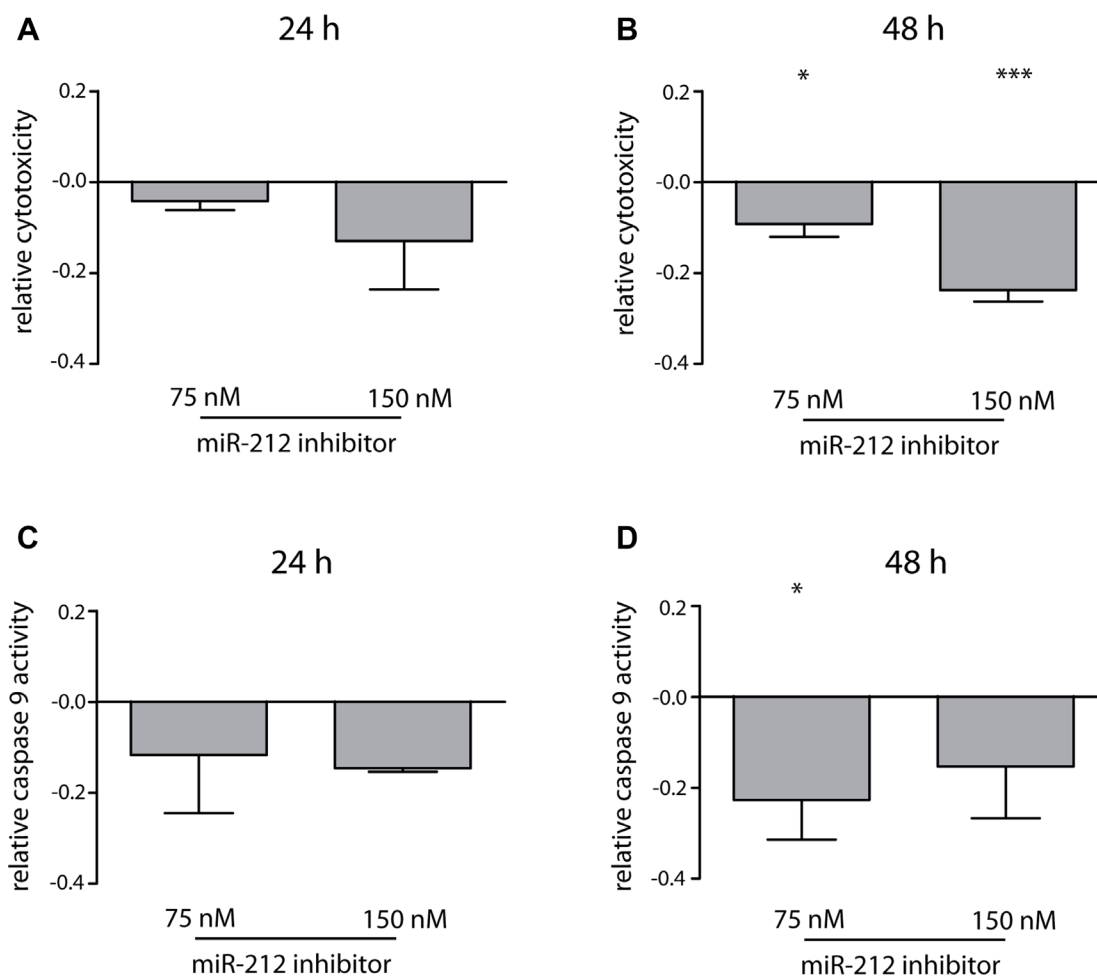 A
24 h
relative cytotoxicity
0.2
-0.0
-0.2
-0.4
75 nM 150 nM
miR-212 inhibitor
B
48 h
* ***
relative cytotoxicity
0.2
-0.0
-0.2
-0.4
75 nM 150 nM
miR-212 inhibitor
C
24 h
relative caspase 9 activity
0.2
-0.0
-0.2
-0.4
75 nM 150 nM
miR-212 inhibitor
D
48 h
*
relative caspase 9 activity
0.2
-0.0
-0.2
-0.4
75 nM 150 nM
miR-212 inhibitor